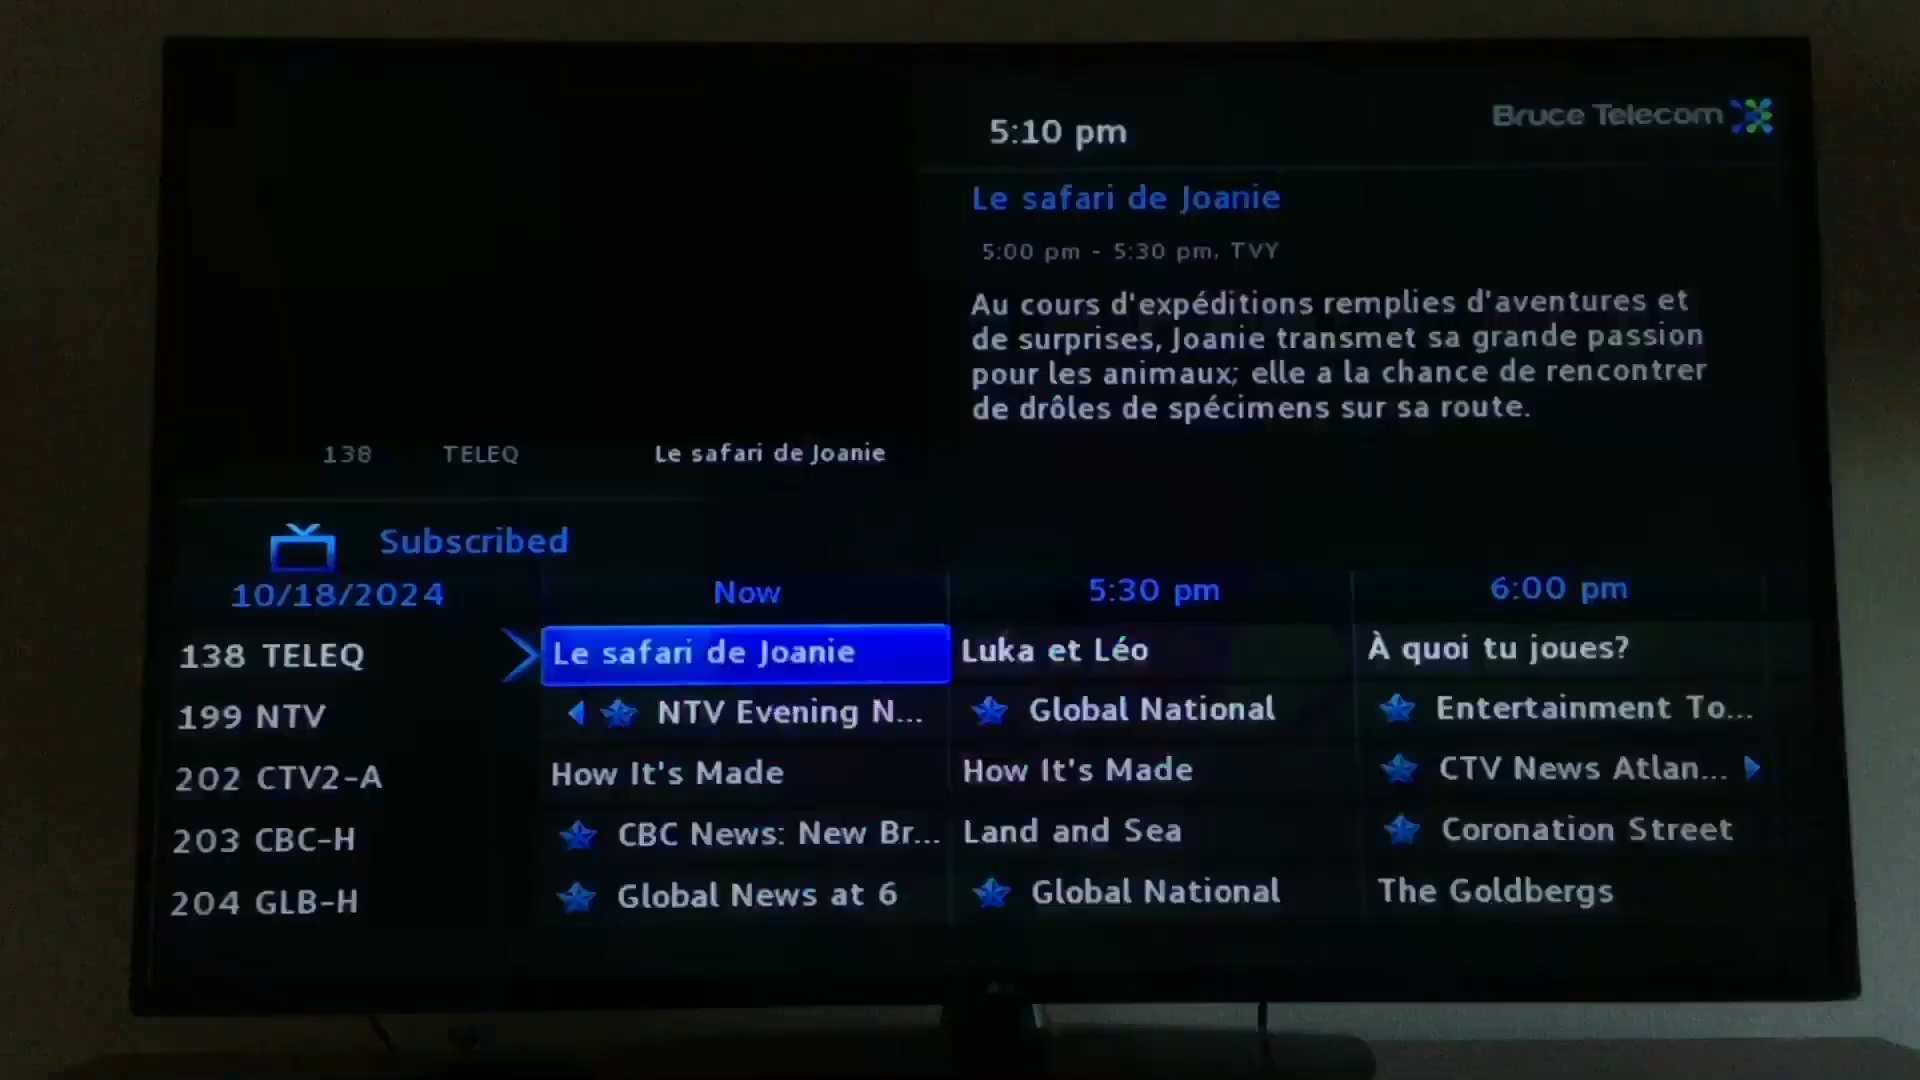 5:10 pm
Bruce Telecom
Le safari de Joanie
5:00 pm - 5:30 pm, TVY
Au cours d'expéditions remplies d'aventures et
de surprises, Joanie transmet sa grande passion
pour les animaux; elle a la chance de rencontrer
de drôles de spécimens sur sa route.
138 TELEQ Le safari de Joanie
Subscribed
10/18/2024 Now 5:30 pm 6:00 pm
138 TELEQ Le safari de Joanie Luka et Léo À quoi tu joues?
199 NTV NTV Evening N... Global National Entertainment To...
202 CTV2-A How It's Made How It's Made CTV News Atlan...
203 CBC-H CBC News: New Br... Land and Sea Coronation Street
204 GLB-H Global News at 6 Global National The Goldbergs